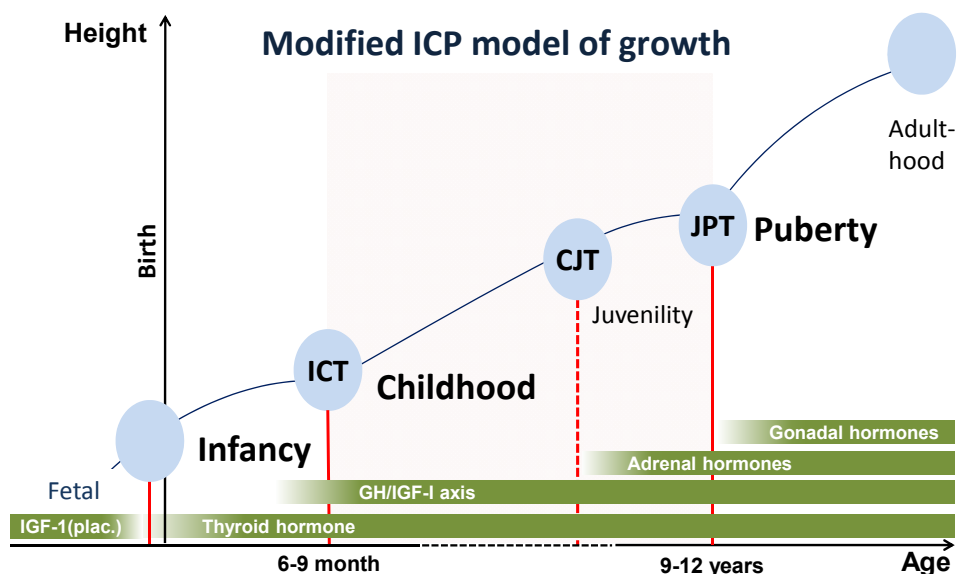 Height
Modified ICP model of growth
Adult-
hood
Birth
JPT
Puberty
CJT
Juvenility
ICT
Childhood
Infancy
Fetal
Gonadal hormones
Adrenal hormones
GH/IGF-I axis
IGF-1(plac.)
Thyroid hormone
6-9 month
9-12 years
Age